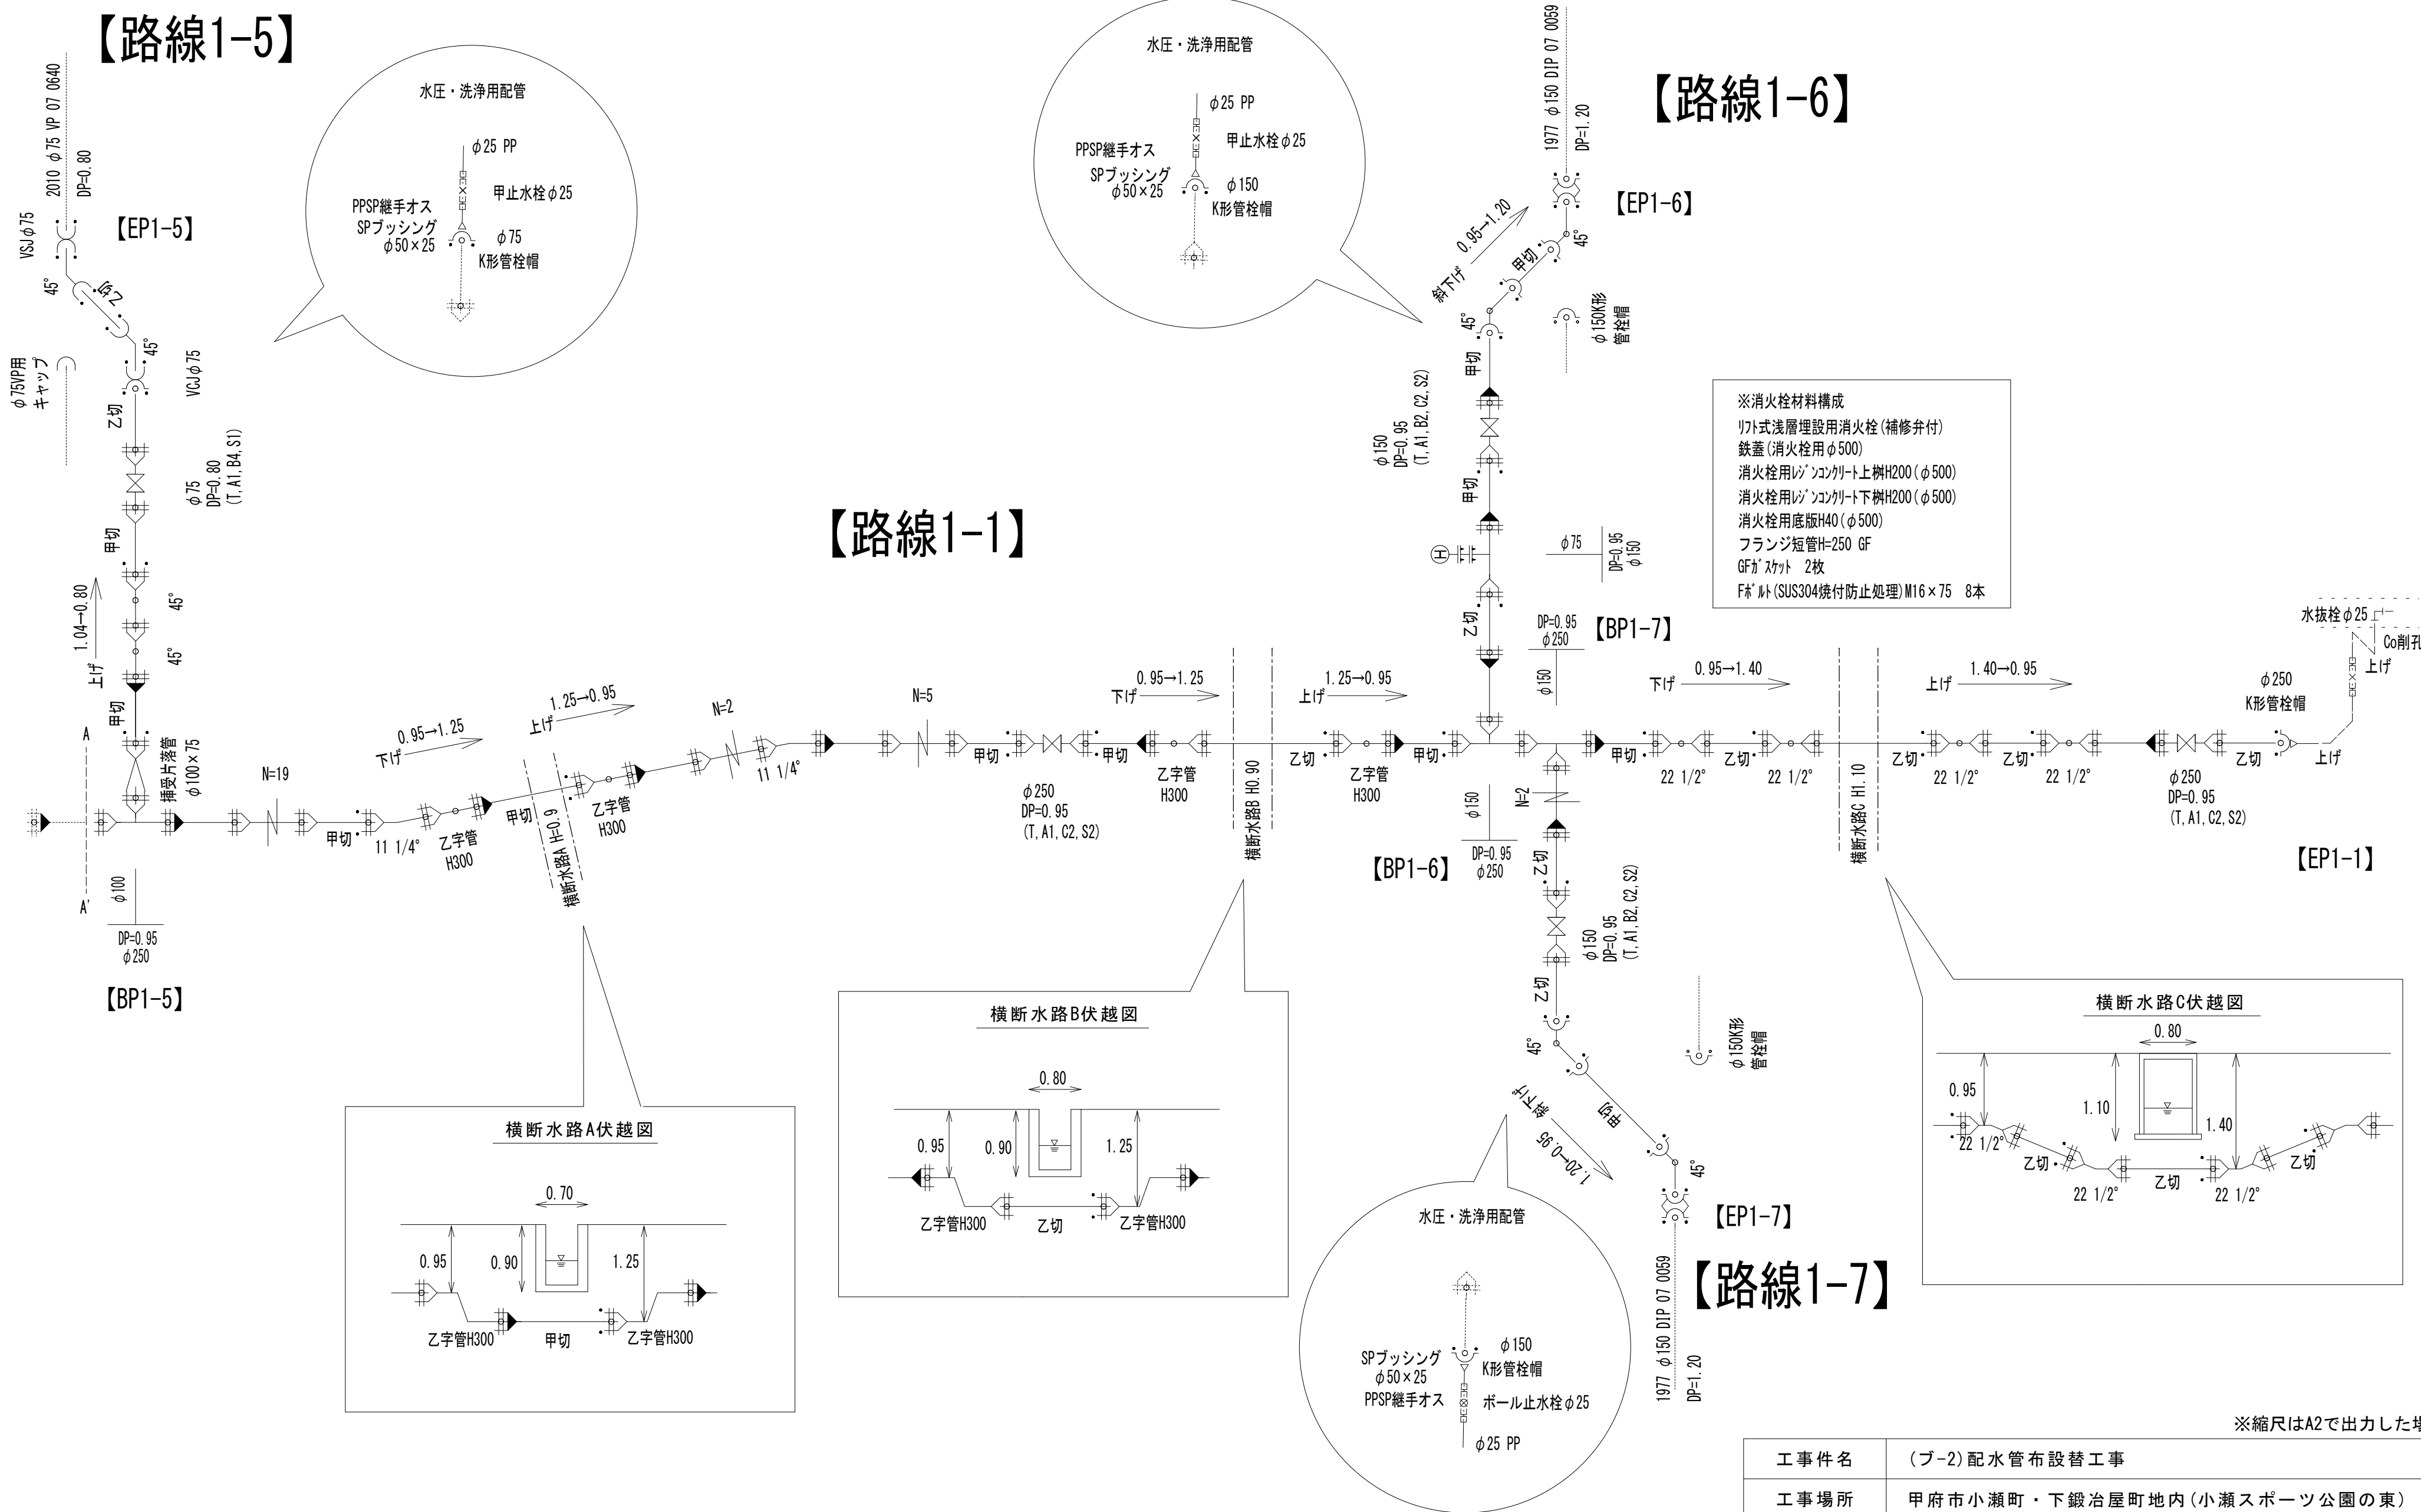 【路線1-5】
2010 φ75 VP 07 0640
DP=0.80
VSJφ75
【EP1-5】
45°
乙切
45°
φ75VP用
キャップ
VCJφ75
乙切
φ75
DP=0.80
(T,A1,B4,S1)
甲切
1.04→0.80
上げ
45°
45°
甲切
挿受片落管
φ100×75
A
A'
φ100
DP=0.95
φ250
【BP1-5】
水圧・洗浄用配管
φ25 PP
甲止水栓φ25
PPSP継手オス
SPブッシング
φ50×25
φ75
K形管栓帽
【路線1-1】
N=19
甲切
11 1/4°
下げ
0.95→1.25
乙字管
H300
甲切
横断水路A H=0.9
上げ
1.25→0.95
乙字管
H300
N=2
11 1/4°
N=5
甲切
φ250
DP=0.95
(T,A1,C2,S2)
甲切
下げ
0.95→1.25
乙字管
H300
横断水路B H0.90
上げ
1.25→0.95
乙切
乙字管
H300
甲切
水圧・洗浄用配管
φ25 PP
甲止水栓φ25
PPSP継手オス
SPブッシング
φ50×25
φ150
K形管栓帽
【路線1-6】
1977 φ150 DIP 07 0059
DP=1.20
【EP1-6】
45°
甲切
斜下げ
0.95→1.20
45°
φ150K形
管栓帽
甲切
φ150
DP=0.95
(T,A1,B2,C2,S2)
甲切
H
φ75
DP=0.95
φ150
乙切
DP=0.95
φ250
【BP1-7】
φ150
φ150
DP=0.95
φ250
【BP1-6】
※消火栓材料構成
ﾘﾌﾄ式浅層埋設用消火栓(補修弁付)
鉄蓋(消火栓用φ500)
消火栓用ﾚｼﾞﾝｺﾝｸﾘｰﾄ上桝H200(φ500)
消火栓用ﾚｼﾞﾝｺﾝｸﾘｰﾄ下桝H200(φ500)
消火栓用底版H40(φ500)
フランジ短管H=250 GF
GFｶﾞｽｹｯﾄ 2枚
Fﾎﾞﾙﾄ(SUS304焼付防止処理)M16×75 8本
甲切
22 1/2°
下げ
0.95→1.40
乙切
22 1/2°
横断水路C H1.10
上げ
1.40→0.95
乙切
22 1/2°
乙切
22 1/2°
φ250
DP=0.95
(T,A1,C2,S2)
乙切
φ250
K形管栓帽
上げ
上げ
水抜栓φ25
Co削孔
【EP1-1】
N=2
乙切
φ150
DP=0.95
(T,A1,B2,C2,S2)
乙切
45°
甲切
斜下げ
1.20→0.95
45°
φ150K形
管栓帽
【EP1-7】
【路線1-7】
1977 φ150 DIP 07 0059
DP=1.20
水圧・洗浄用配管
φ150
K形管栓帽
SPブッシング
φ50×25
PPSP継手オス
ボール止水栓φ25
φ25 PP
横断水路A伏越図
0.70
0.95
0.90
1.25
乙字管H300
甲切
乙字管H300
横断水路B伏越図
0.80
0.95
0.90
1.25
乙字管H300
乙切
乙字管H300
横断水路C伏越図
0.80
0.95
1.10
1.40
22 1/2°
乙切
22 1/2°
乙切
22 1/2°
乙切
※縮尺はA2で出力した場
工事件名
(ブ-2)配水管布設替工事
工事場所
甲府市小瀬町・下鍛冶屋町地内(小瀬スポーツ公園の東)